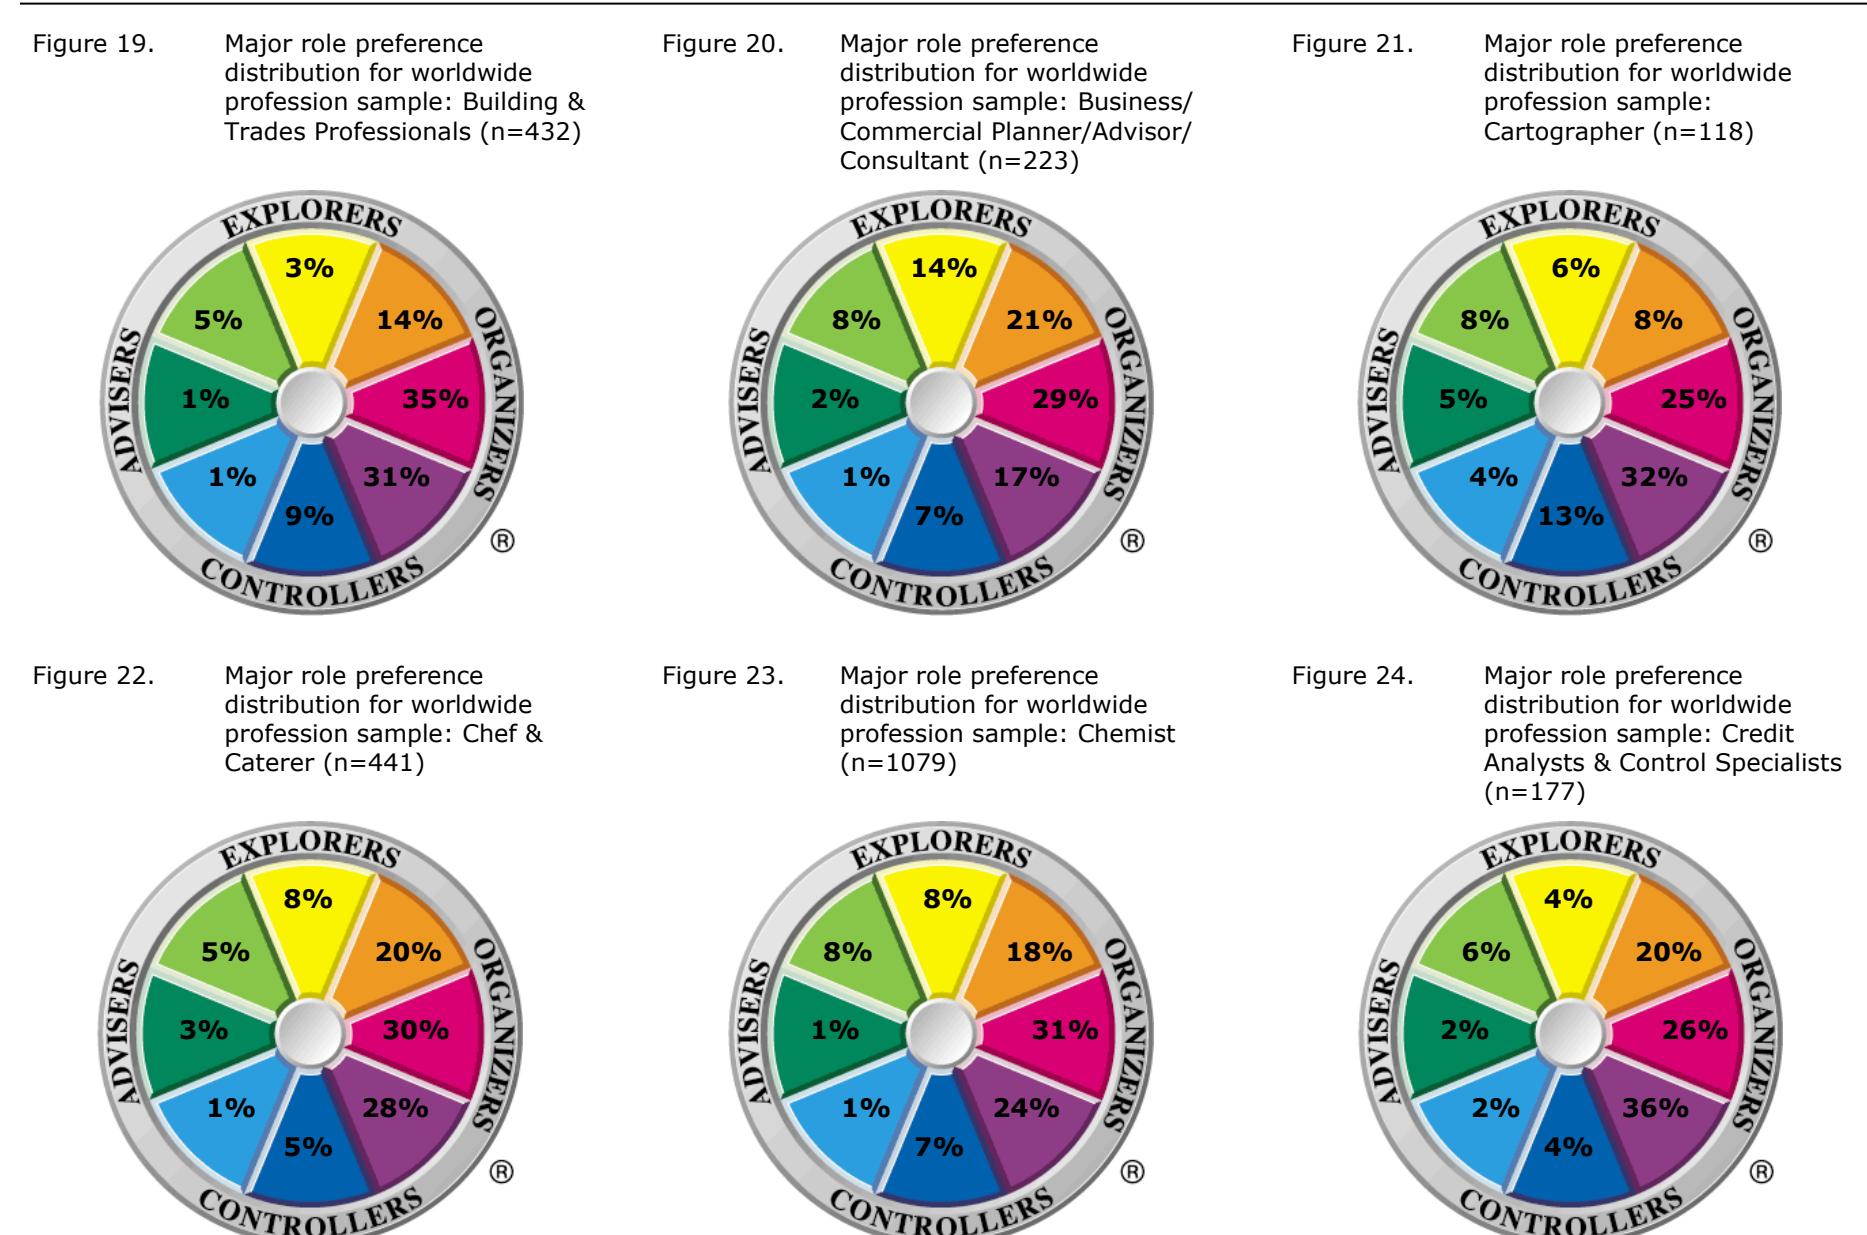 Figure 19.
Major role preference
distribution for worldwide
profession sample: Building &
Trades Professionals (n=432)
EXPLORERS
ORGANIZERS
CONTROLLERS
ADVISERS
3%
14%
35%
31%
9%
1%
1%
5%
®
Figure 20.
Major role preference
distribution for worldwide
profession sample: Business/
Commercial Planner/Advisor/
Consultant (n=223)
EXPLORERS
ORGANIZERS
CONTROLLERS
ADVISERS
14%
21%
29%
17%
7%
1%
2%
8%
®
Figure 21.
Major role preference
distribution for worldwide
profession sample:
Cartographer (n=118)
EXPLORERS
ORGANIZERS
CONTROLLERS
ADVISERS
6%
8%
25%
32%
13%
4%
5%
8%
®
Figure 22.
Major role preference
distribution for worldwide
profession sample: Chef &
Caterer (n=441)
EXPLORERS
ORGANIZERS
CONTROLLERS
ADVISERS
8%
20%
30%
28%
5%
1%
3%
5%
®
Figure 23.
Major role preference
distribution for worldwide
profession sample: Chemist
(n=1079)
EXPLORERS
ORGANIZERS
CONTROLLERS
ADVISERS
8%
18%
31%
24%
7%
1%
1%
8%
®
Figure 24.
Major role preference
distribution for worldwide
profession sample: Credit
Analysts & Control Specialists
(n=177)
EXPLORERS
ORGANIZERS
CONTROLLERS
ADVISERS
4%
20%
26%
36%
4%
2%
2%
6%
®